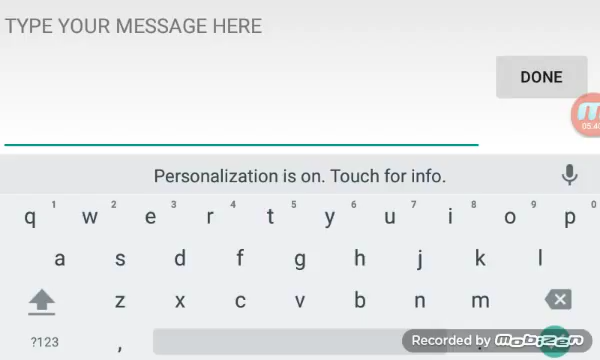 TYPE YOUR MESSAGE HERE
DONE
Personalization is on. Touch for info.
q 1 w 2 e 3 r 4 t 5 y 6 u 7 i 8 o 9 p 0
a s d f g h j k l
z x c v b n m
?123 , .
Recorded by mobizen